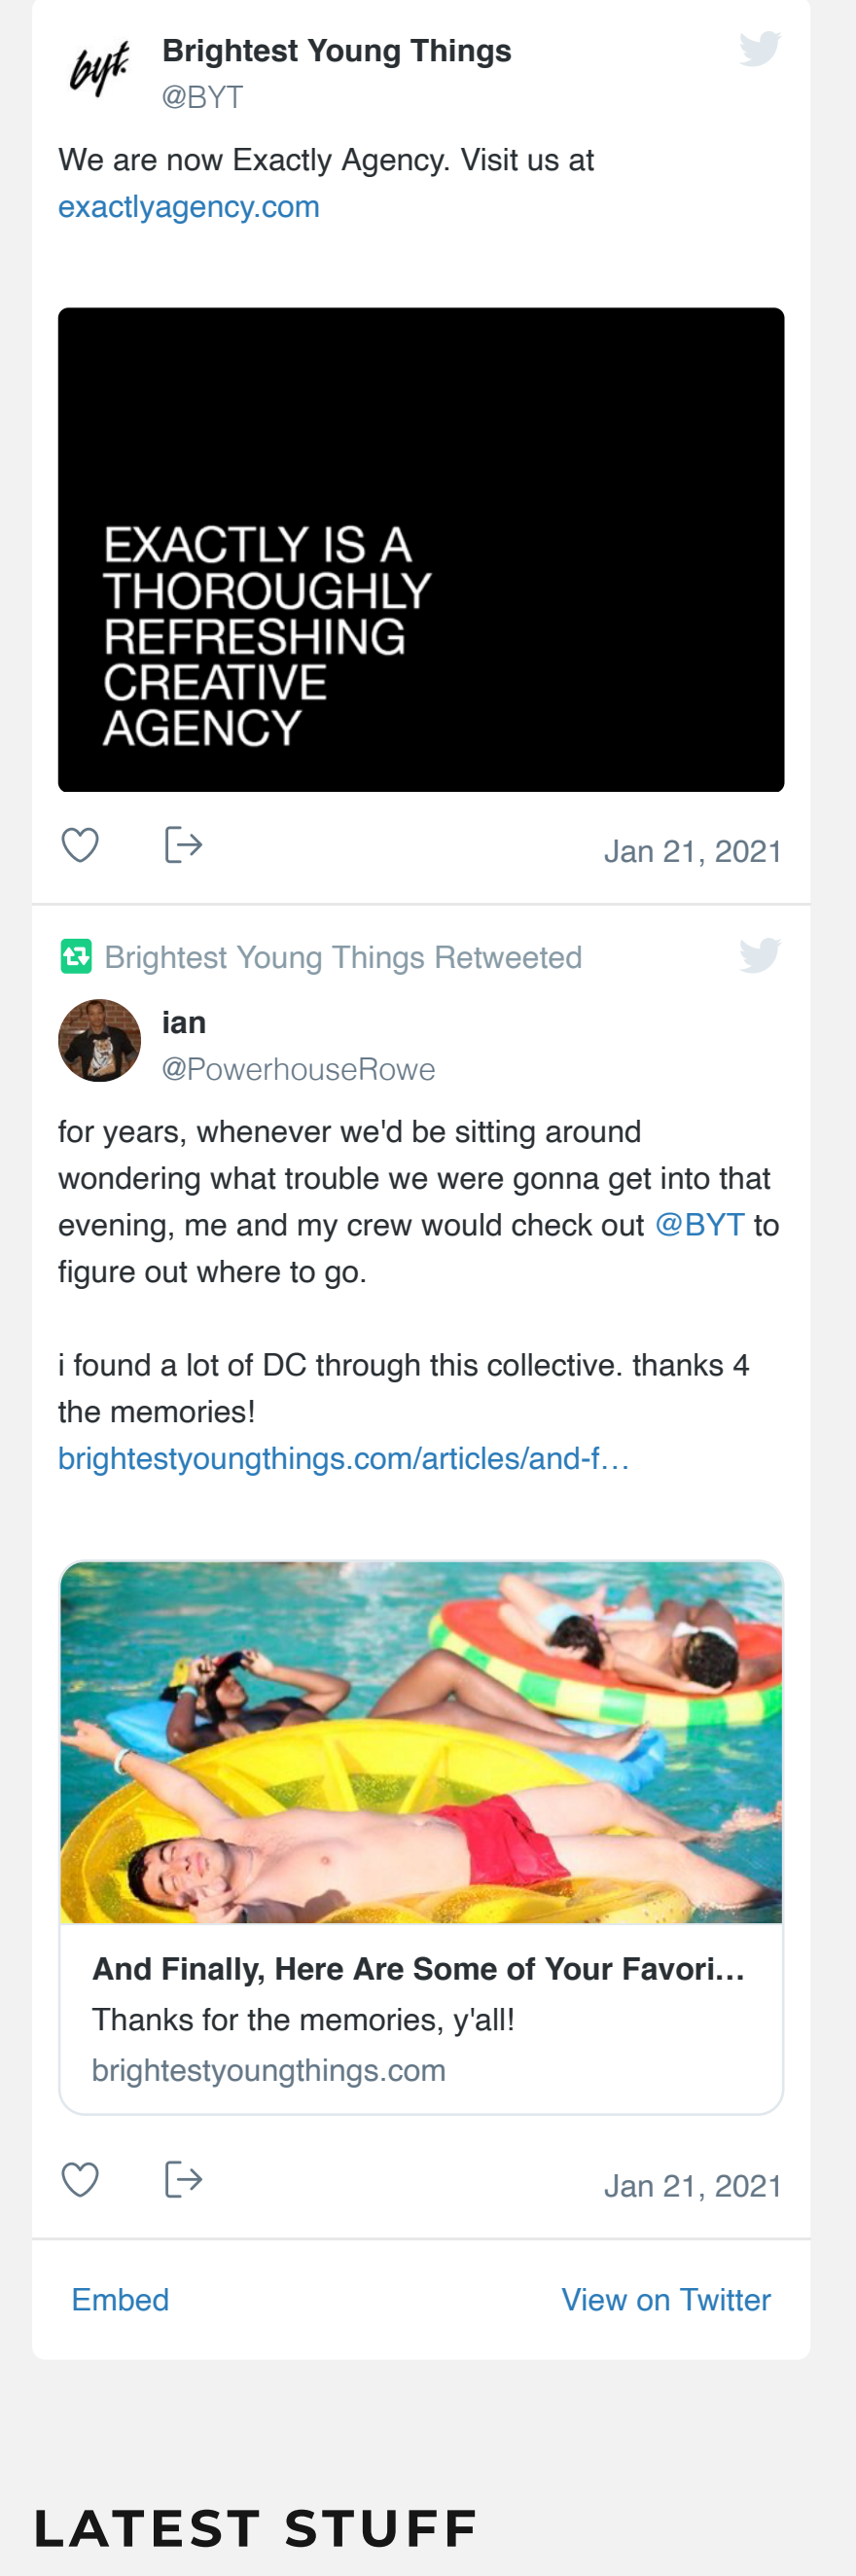 byt.
Brightest Young Things
@BYT
We are now Exactly Agency. Visit us at
exactlyagency.com
EXACTLY IS A
THOROUGHLY
REFRESHING
CREATIVE
AGENCY
Jan 21, 2021
Brightest Young Things Retweeted
ian
@PowerhouseRowe
for years, whenever we'd be sitting around
wondering what trouble we were gonna get into that
evening, me and my crew would check out @BYT to
figure out where to go.
i found a lot of DC through this collective. thanks 4
the memories!
brightestyoungthings.com/articles/and-f…
And Finally, Here Are Some of Your Favori…
Thanks for the memories, y'all!
brightestyoungthings.com
Jan 21, 2021
Embed
View on Twitter
LATEST STUFF